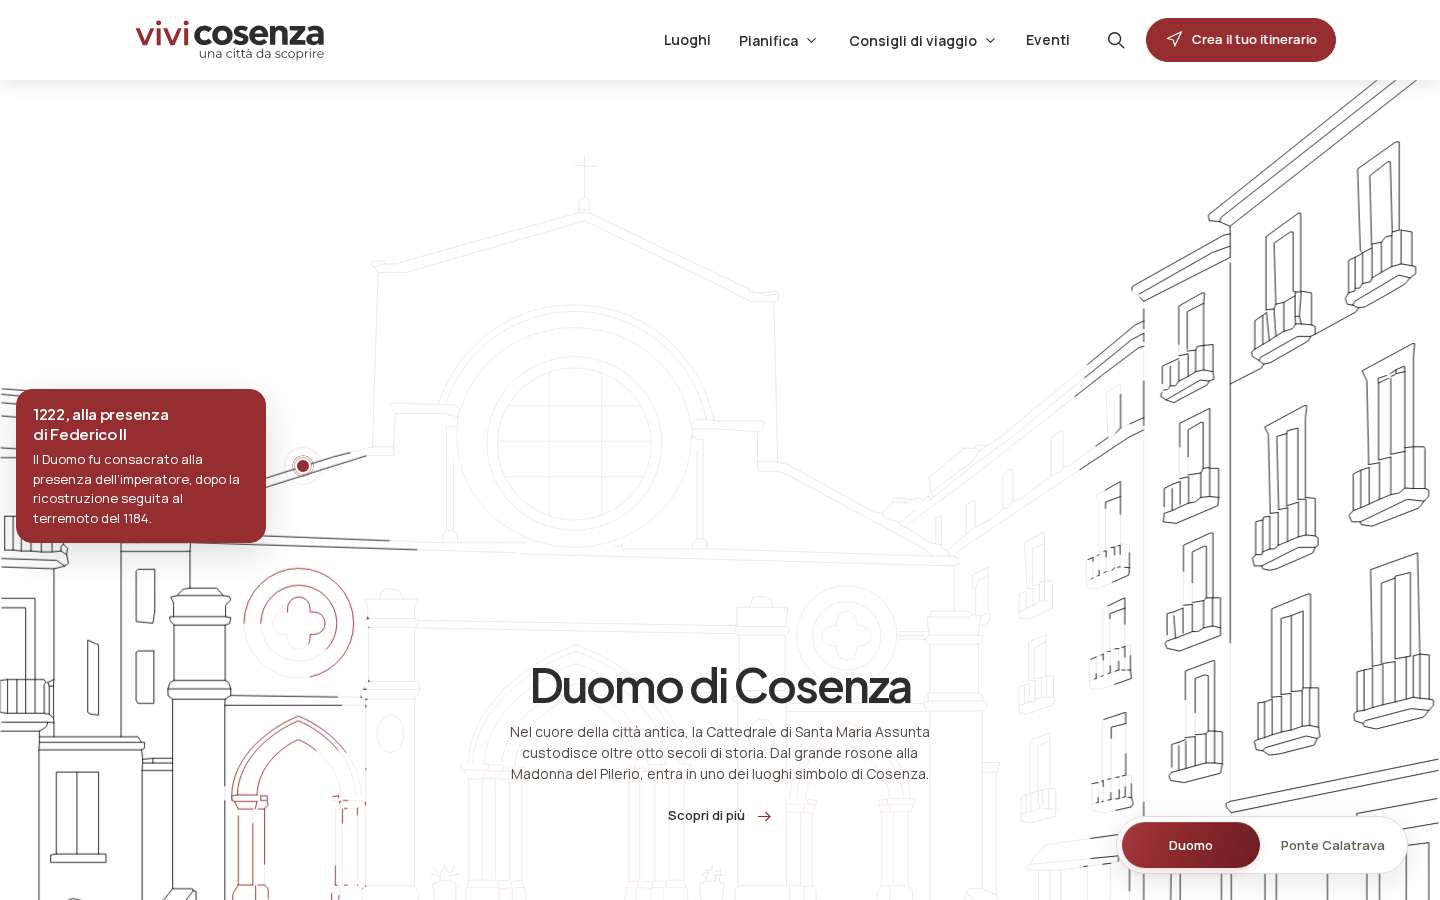 vivicosenza
una città da scoprire
Luoghi
Pianifica
Consigli di viaggio
Eventi
Crea il tuo itinerario
1222, alla presenza
di Federico II
Il Duomo fu consacrato alla
presenza dell'imperatore, dopo la
ricostruzione seguita al
terremoto del 1184.
Duomo di Cosenza
Nel cuore della città antica, la Cattedrale di Santa Maria Assunta
custodisce oltre otto secoli di storia. Dal grande rosone alla
Madonna del Pilerio, entra in uno dei luoghi simbolo di Cosenza.
Scopri di più
Duomo
Ponte Calatrava